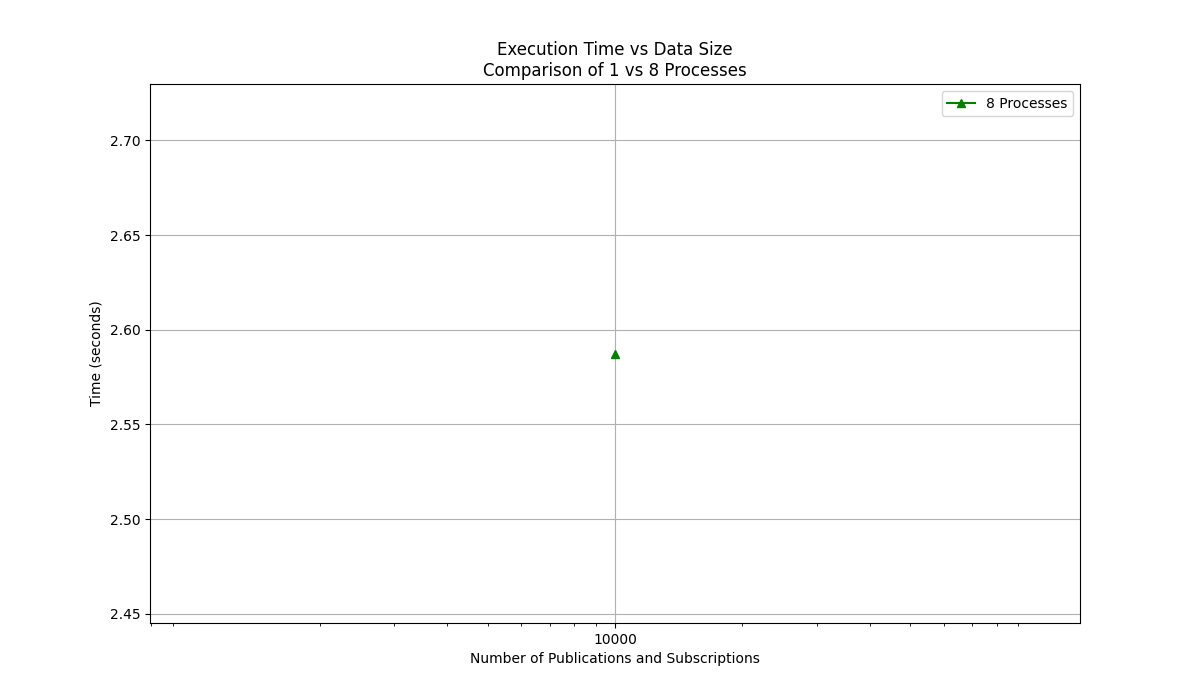 Execution Time vs Data Size
Comparison of 1 vs 8 Processes
8 Processes
2.70
2.65
2.60
2.55
2.50
2.45
Time (seconds)
10000
Number of Publications and Subscriptions